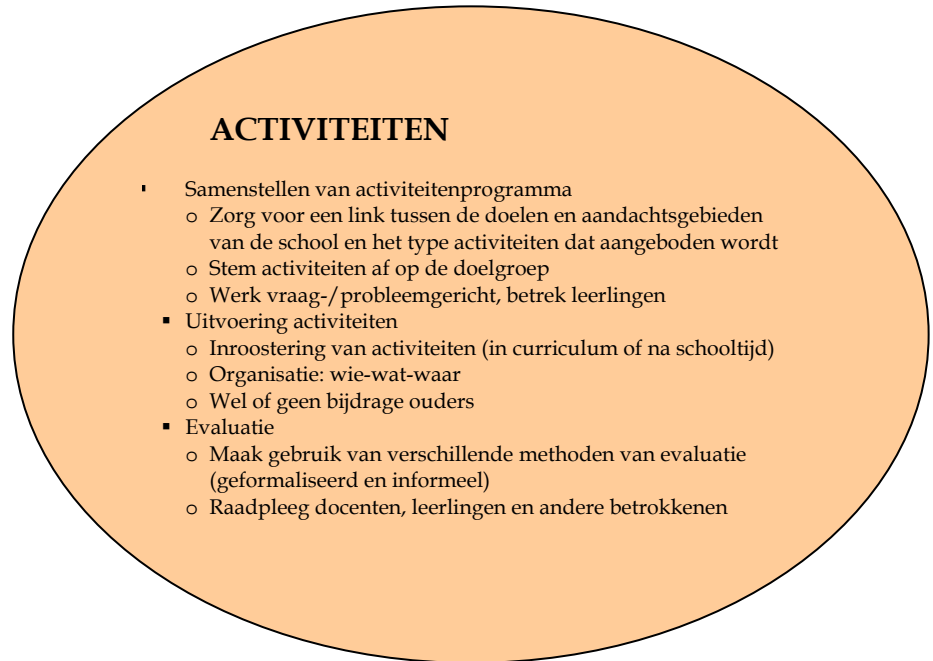 ACTIVITEITEN
▪ Samenstellen van activiteitenprogramma
o Zorg voor een link tussen de doelen en aandachtsgebieden
van de school en het type activiteiten dat aangeboden wordt
o Stem activiteiten af op de doelgroep
o Werk vraag-/probleemgericht, betrek leerlingen
▪ Uitvoering activiteiten
o Inroostering van activiteiten (in curriculum of na schooltijd)
o Organisatie: wie-wat-waar
o Wel of geen bijdrage ouders
▪ Evaluatie
o Maak gebruik van verschillende methoden van evaluatie
(geformaliseerd en informeel)
o Raadpleeg docenten, leerlingen en andere betrokkenen